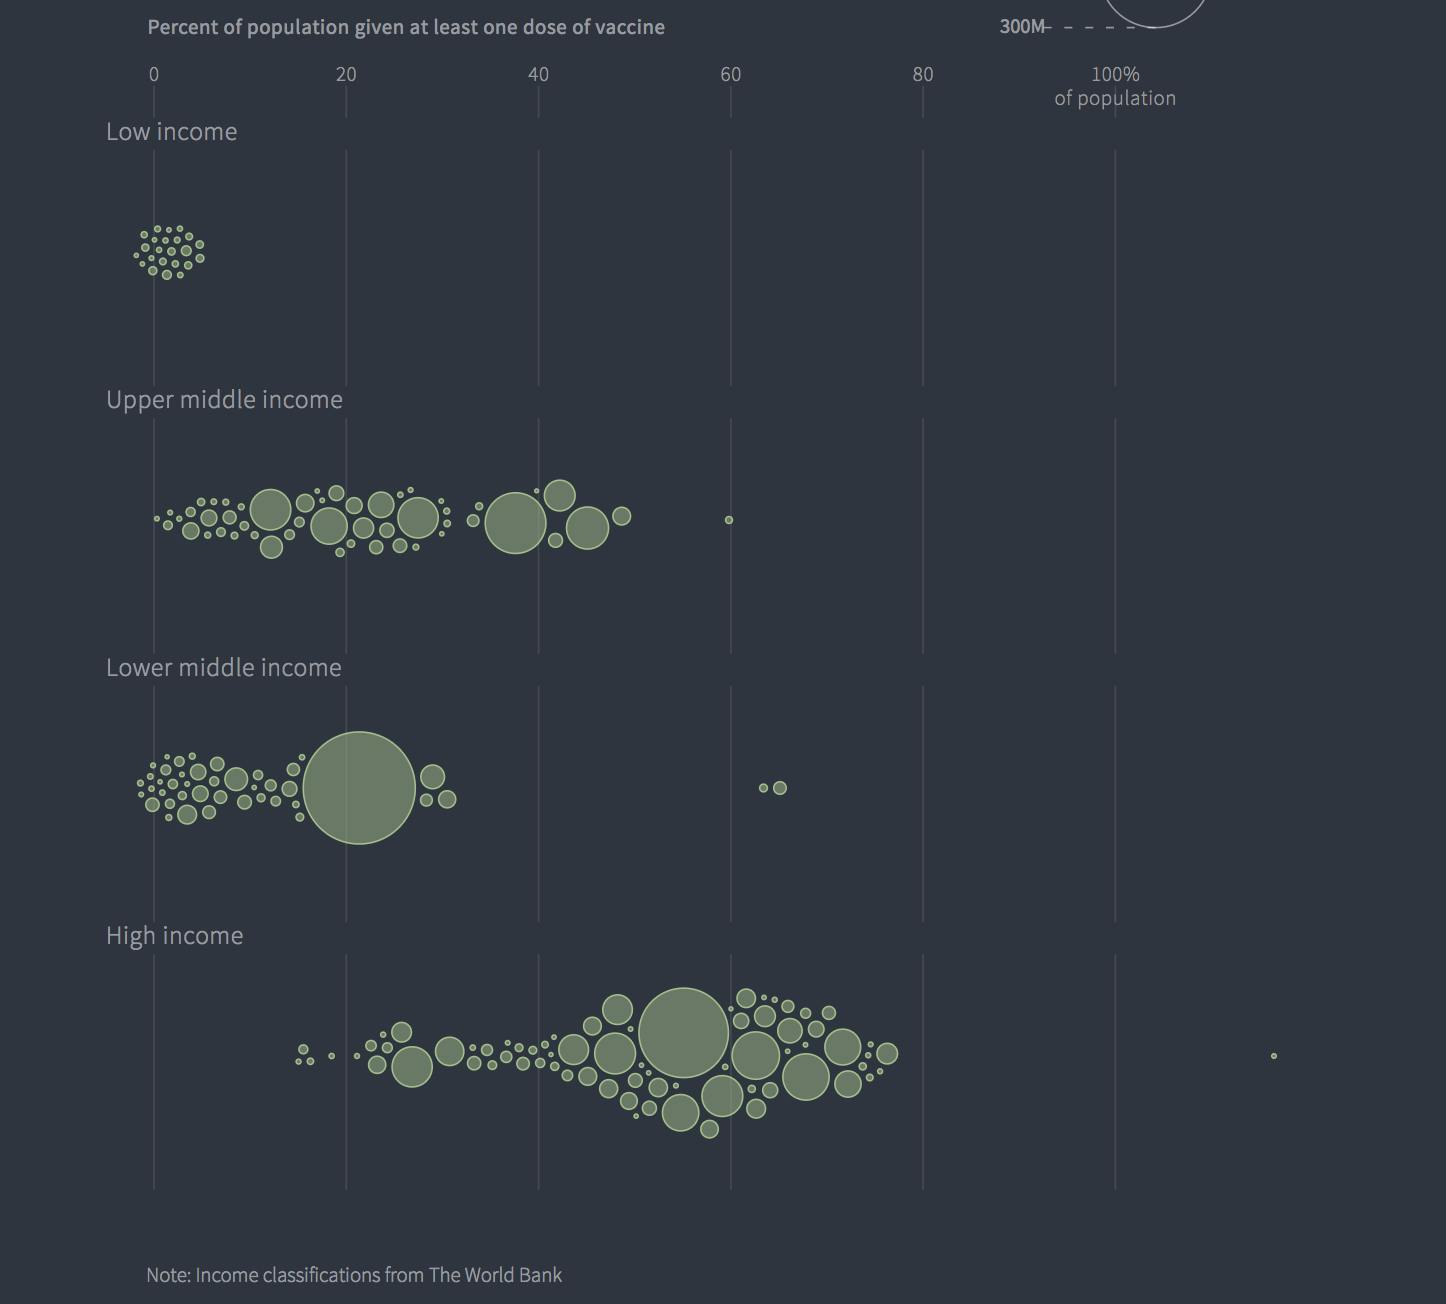 Percent of population given at least one dose of vaccine
300M
0 20 40 60 80 100%
of population
Low income
Upper middle income
Lower middle income
High income
Note: Income classifications from The World Bank